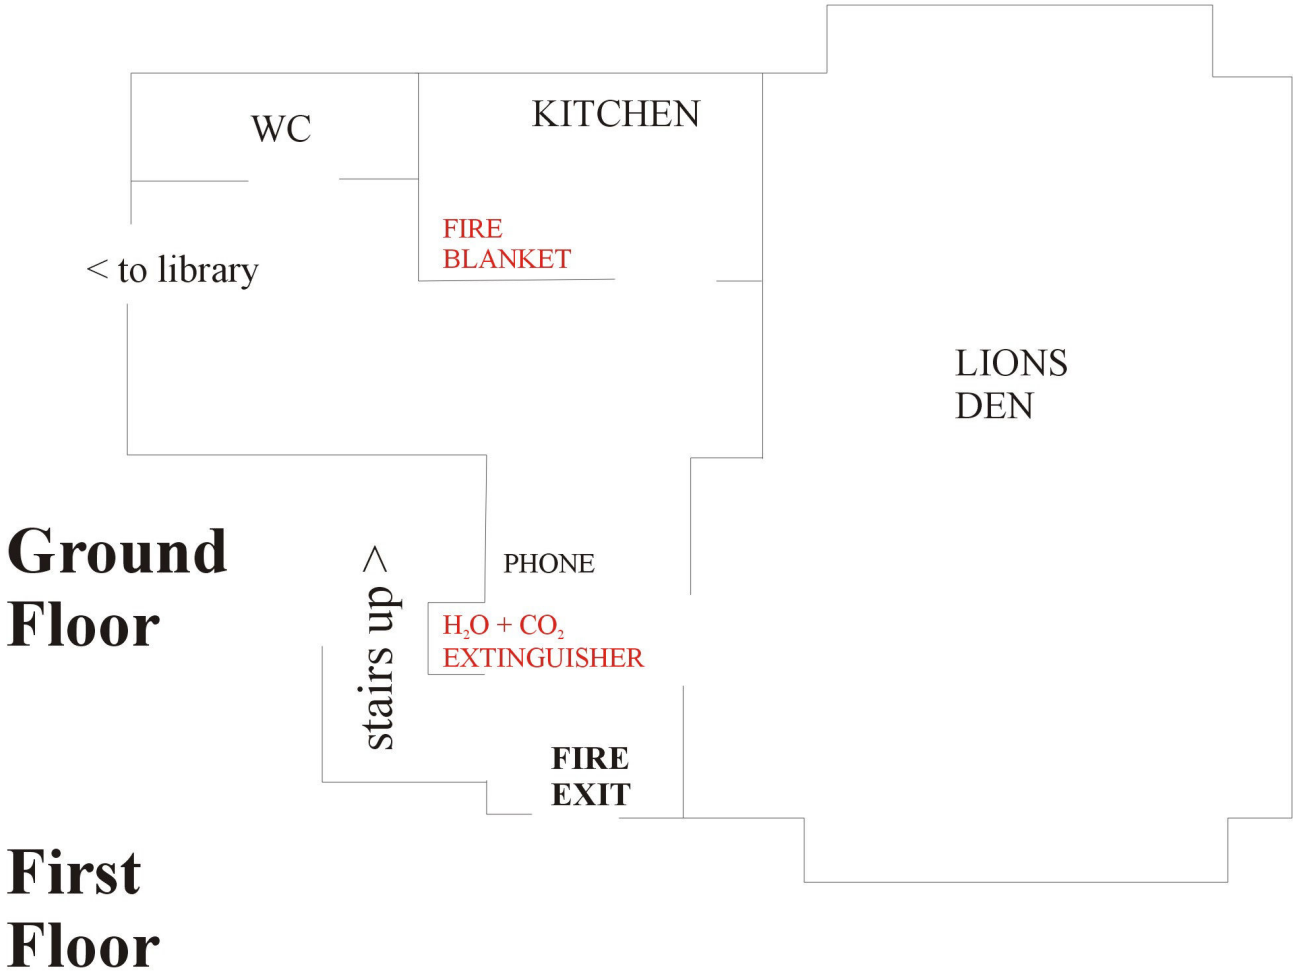 WC
KITCHEN
FIRE
BLANKET
< to library
LIONS
DEN
Ground
Floor
stairs up >
PHONE
H₂O + CO₂
EXTINGUISHER
FIRE
EXIT
First
Floor